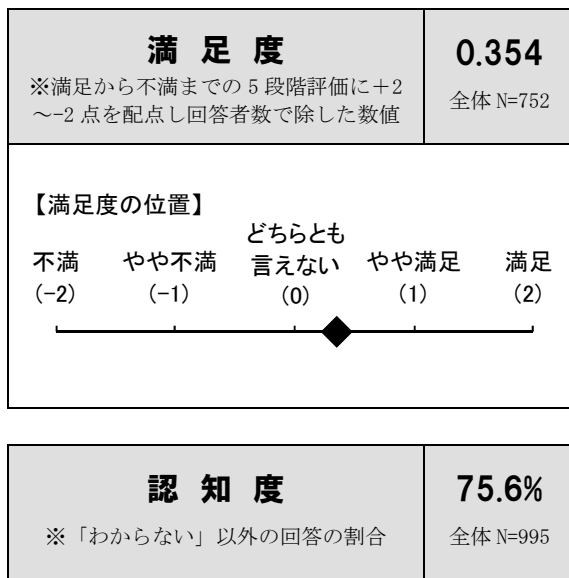 満 足 度
※満足から不満までの 5 段階評価に＋2
～-2 点を配点し回答者数で除した数値
0.354
全体 N=752
【満足度の位置】
不満 やや不満 どちらとも 言えない やや満足 満足
(-2) (-1) (0) (1) (2)
認 知 度
※「わからない」以外の回答の割合
75.6%
全体 N=995